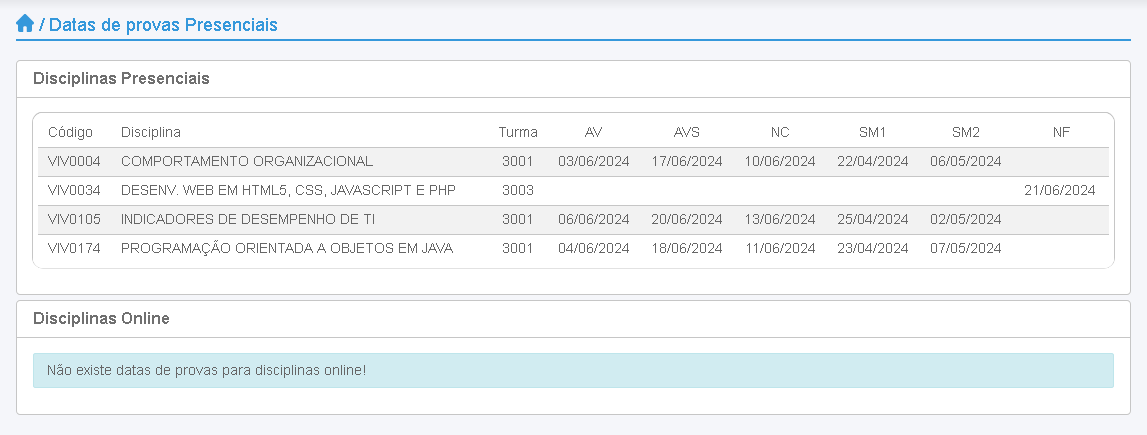 / Datas de provas Presenciais
Disciplinas Presenciais
Código Disciplina Turma AV AVS NC SM1 SM2 NF
VIV0004 COMPORTAMENTO ORGANIZACIONAL 3001 03/06/2024 17/06/2024 10/06/2024 22/04/2024 06/05/2024
VIV0034 DESENV. WEB EM HTML5, CSS, JAVASCRIPT E PHP 3003 21/06/2024
VIV0105 INDICADORES DE DESEMPENHO DE TI 3001 06/06/2024 20/06/2024 13/06/2024 25/04/2024 02/05/2024
VIV0174 PROGRAMAÇÃO ORIENTADA A OBJETOS EM JAVA 3001 04/06/2024 18/06/2024 11/06/2024 23/04/2024 07/05/2024
Disciplinas Online
Não existe datas de provas para disciplinas online!